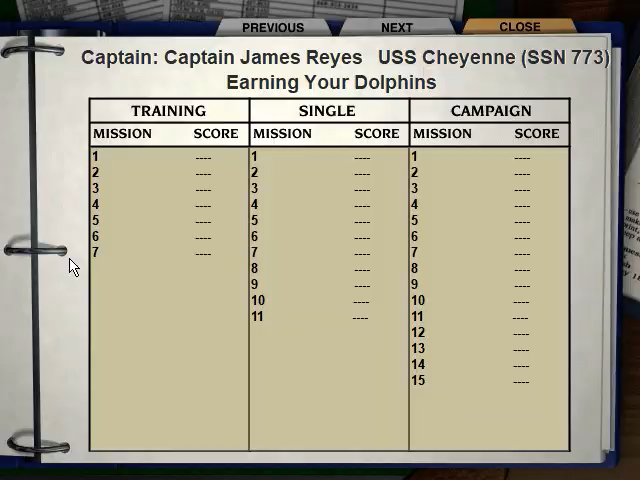 PREVIOUS NEXT CLOSE
Captain: Captain James Reyes USS Cheyenne (SSN 773)
Earning Your Dolphins
TRAINING SINGLE CAMPAIGN
MISSION SCORE MISSION SCORE MISSION SCORE
1 ---- 1 ---- 1 ----
2 ---- 2 ---- 2 ----
3 ---- 3 ---- 3 ----
4 ---- 4 ---- 4 ----
5 ---- 5 ---- 5 ----
6 ---- 6 ---- 6 ----
7 ---- 7 ---- 7 ----
8 ---- 8 ----
9 ---- 9 ----
10 ---- 10 ----
11 ---- 11 ----
12 ----
13 ----
14 ----
15 ----